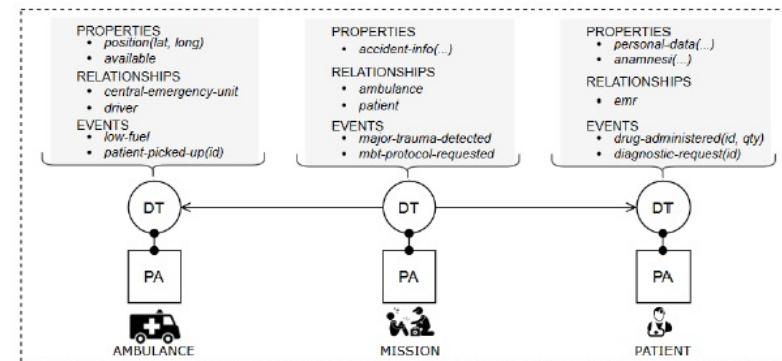 PROPERTIES
• position(lat, long)
• available
RELATIONSHIPS
• central-emergency-unit
• driver
EVENTS
• low-fuel
• patient-picked-up(id)
PROPERTIES
• accident-info(...)
RELATIONSHIPS
• ambulance
• patient
EVENTS
• major-trauma-detected
• mbt-protocol-requested
PROPERTIES
• personal-data(...)
• anamnesi(...)
RELATIONSHIPS
• emr
EVENTS
• drug-administered(id, qty)
• diagnostic-request(id)
DT
DT
DT
PA
PA
PA
AMBULANCE
MISSION
PATIENT